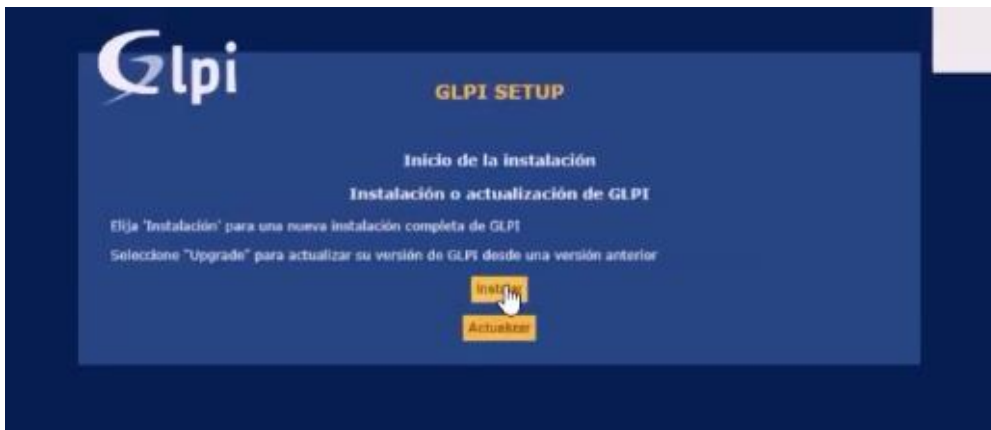 Glpi
GLPI SETUP
Inicio de la instalación
Instalación o actualización de GLPI
Elija 'Instalación' para una nueva instalación completa de GLPI
Seleccione "Upgrade" para actualizar su versión de GLPI desde una versión anterior
Instalar
Actualizar